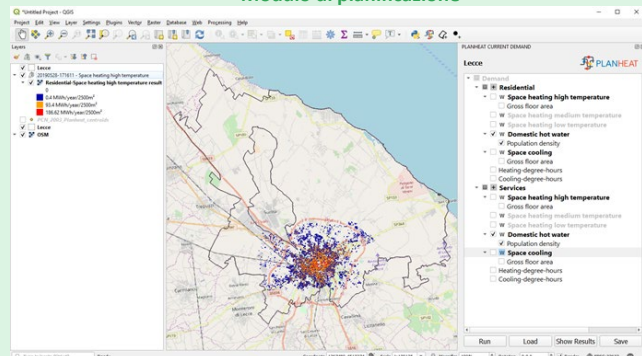 *Untitled Project - QGIS
Project Edit View Layer Settings Plugins Vector Raster Database Web Processing Help
Layers
Lecce
20190528-171611 - Space heating high temperature
Residential-Space heating high temperature result
0
0.4 MWh/year/2500m²
93.4 MWh/year/2500m²
186.62 MWh/year/2500m²
Lecce
OSM
PLANHEAT CURRENT DEMAND
Lecce
PLANHEAT
Demand
Residential
W Space heating high temperature
Gross floor area
W Space heating medium temperature
W Space heating low temperature
W Domestic hot water
Population density
W Space cooling
Gross floor area
Heating-degree-hours
Cooling-degree-hours
Services
W Space heating high temperature
Gross floor area
W Space heating medium temperature
W Space heating low temperature
W Domestic hot water
Population density
W Space cooling
Gross floor area
Heating-degree-hours
Cooling-degree-hours
Run Load Show Results Save